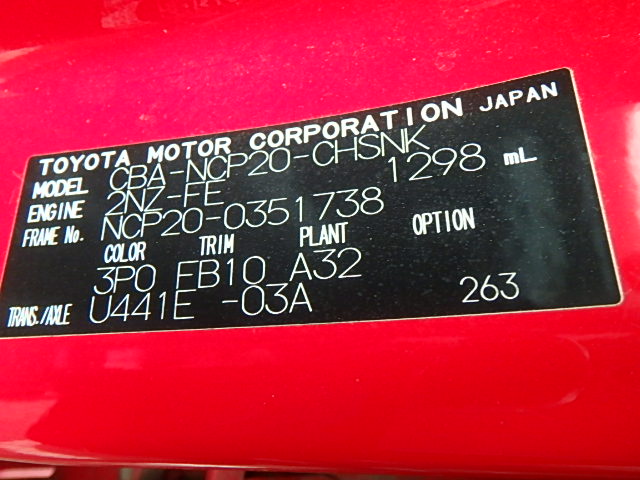 TOYOTA MOTOR CORPORATION JAPAN
MODEL CBA-NCP20-CHSNK
ENGINE 2NZ-FE 1298 mL
FRAME No. NCP20-0351738
COLOR TRIM PLANT OPTION
3P0 EB10 A32
TRANS./AXLE U441E -03A 263